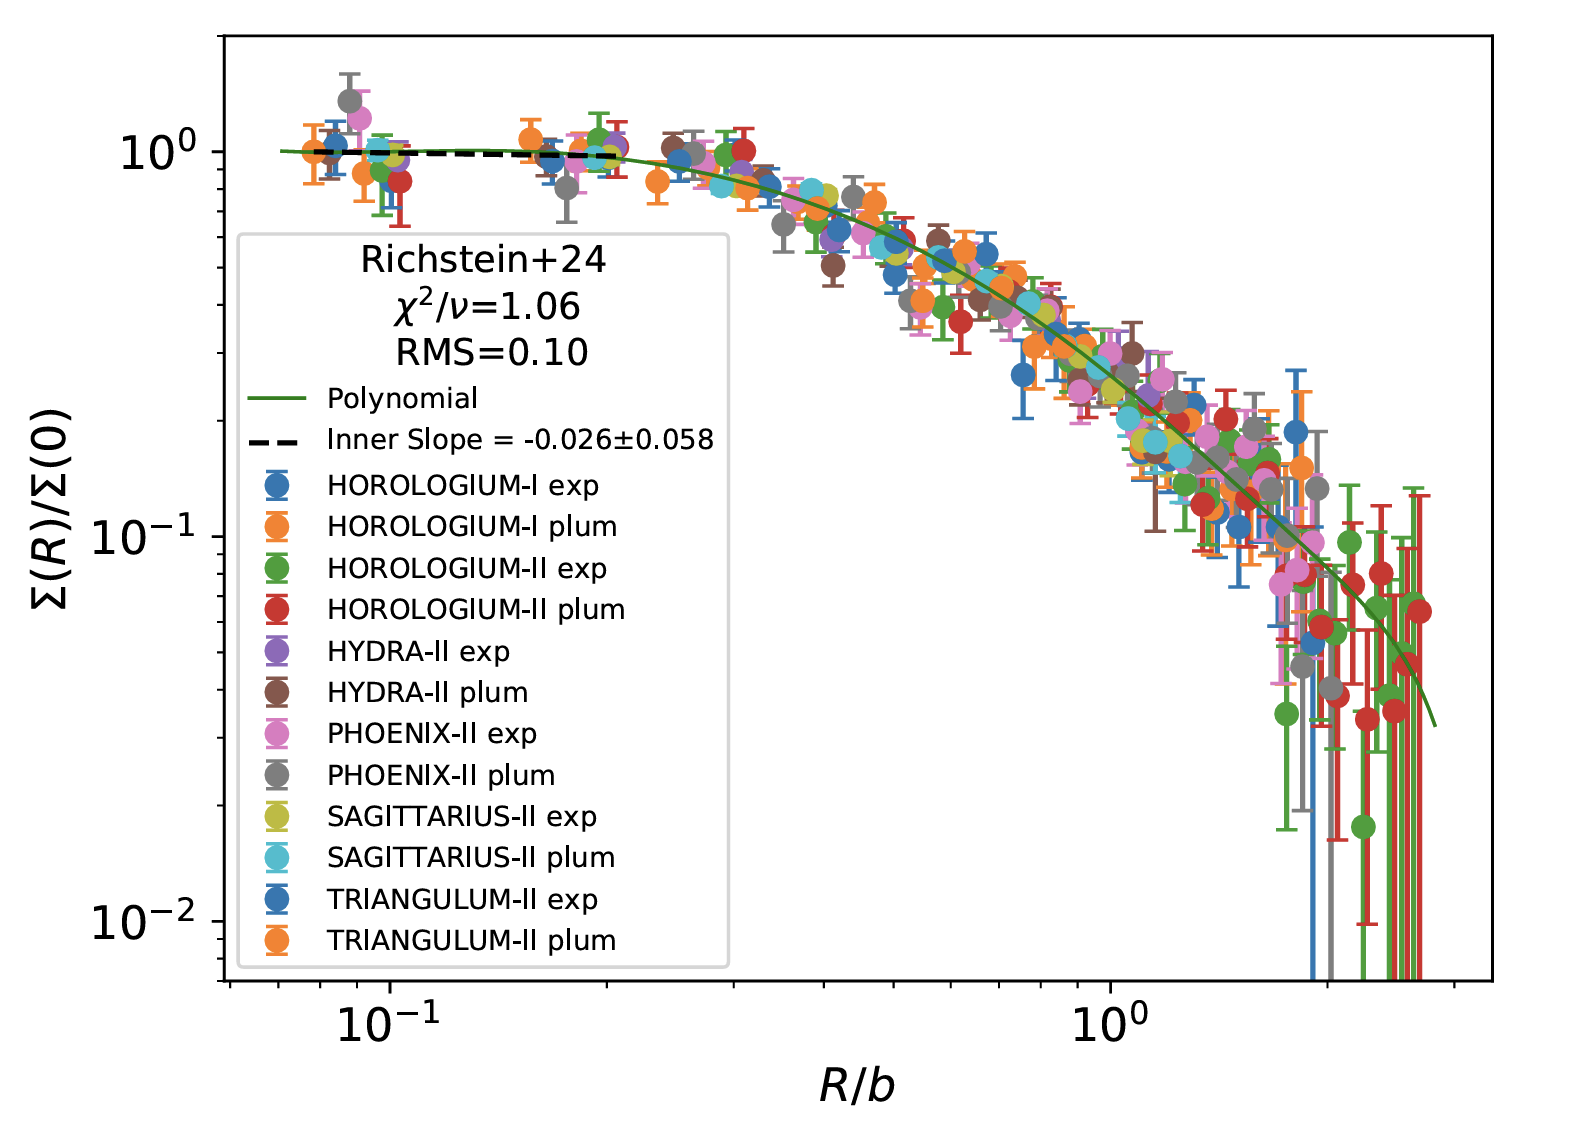 10⁰
10⁻¹
10⁻²
Σ(R)/Σ(0)
Richstein+24
χ²/ν=1.06
RMS=0.10
Polynomial
Inner Slope = -0.026±0.058
HOROLOGIUM-I exp
HOROLOGIUM-I plum
HOROLOGIUM-II exp
HOROLOGIUM-II plum
HYDRA-II exp
HYDRA-II plum
PHOENIX-II exp
PHOENIX-II plum
SAGITTARIUS-II exp
SAGITTARIUS-II plum
TRIANGULUM-II exp
TRIANGULUM-II plum
10⁻¹
10⁰
R/b